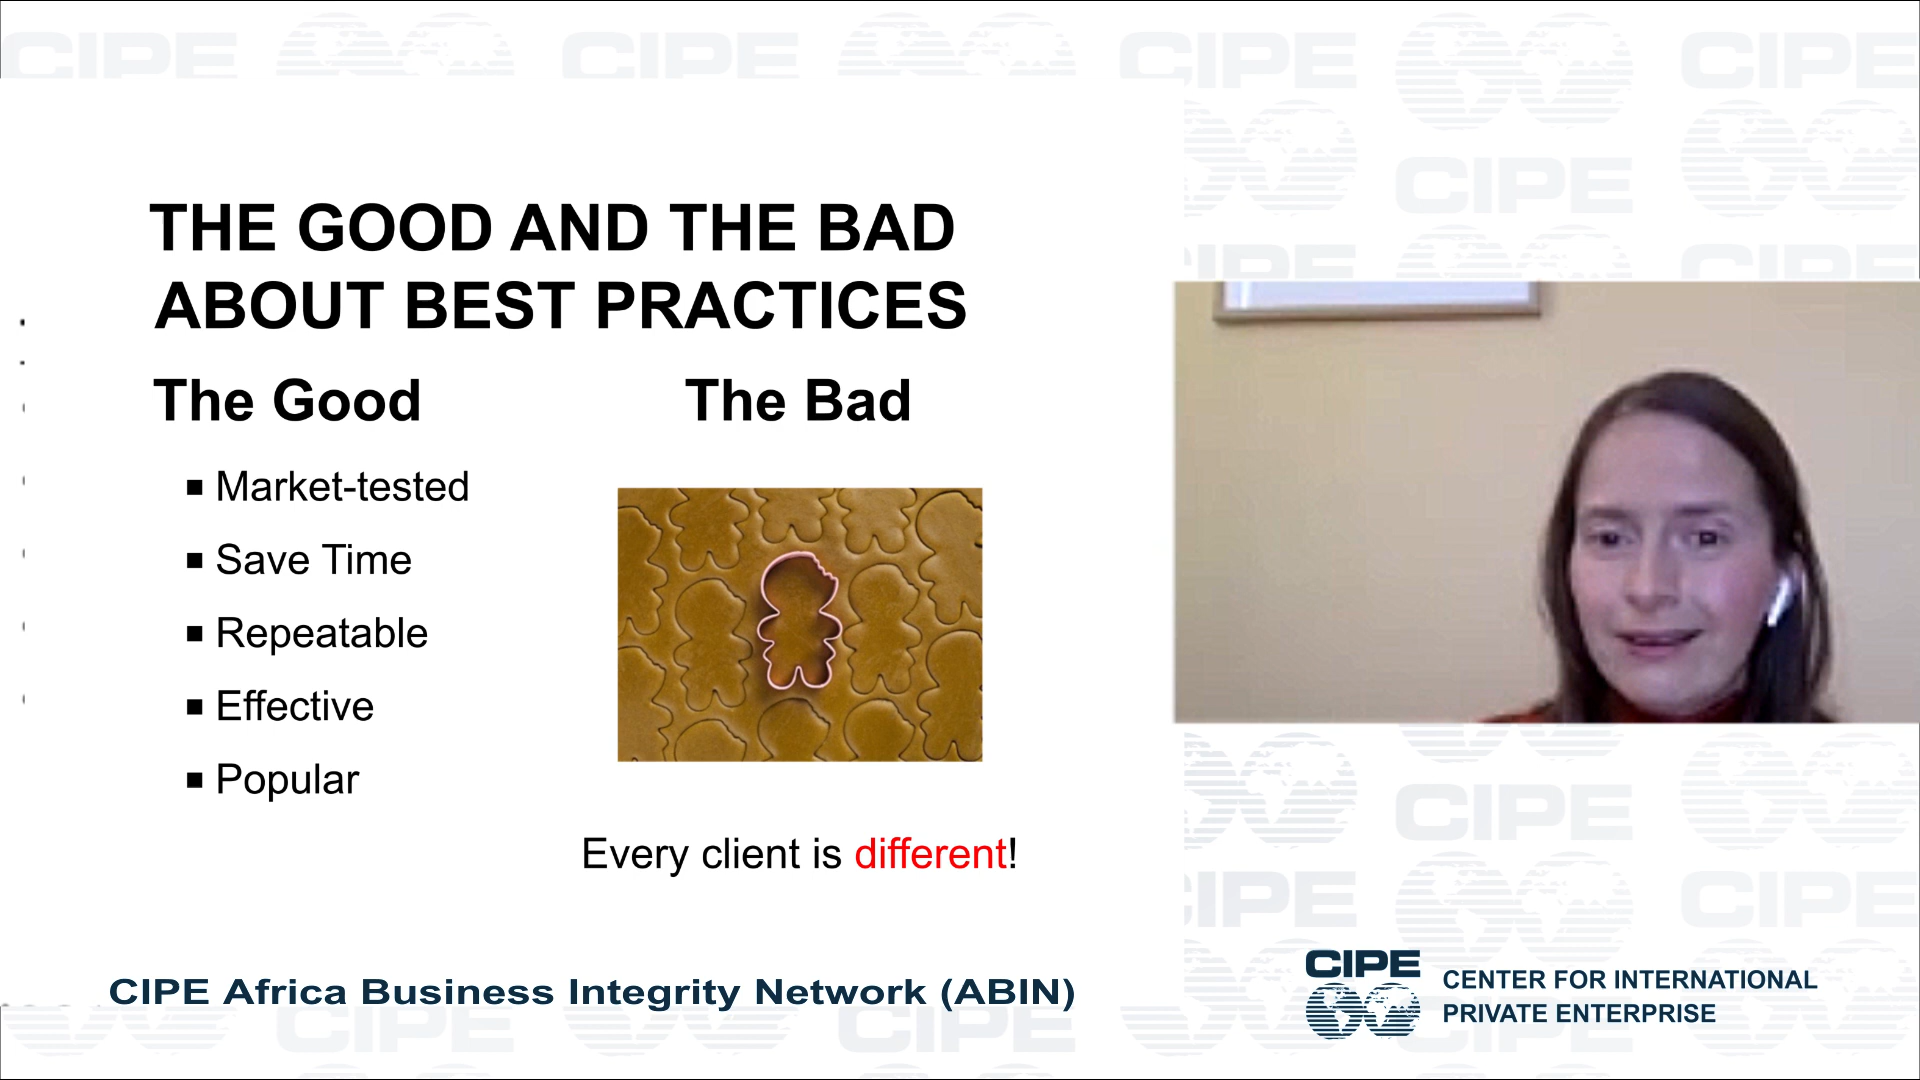 THE GOOD AND THE BAD
ABOUT BEST PRACTICES
The Good
▪ Market-tested
▪ Save Time
▪ Repeatable
▪ Effective
▪ Popular
The Bad
Every client is different!
CIPE Africa Business Integrity Network (ABIN)
CIPE
CENTER FOR INTERNATIONAL
PRIVATE ENTERPRISE